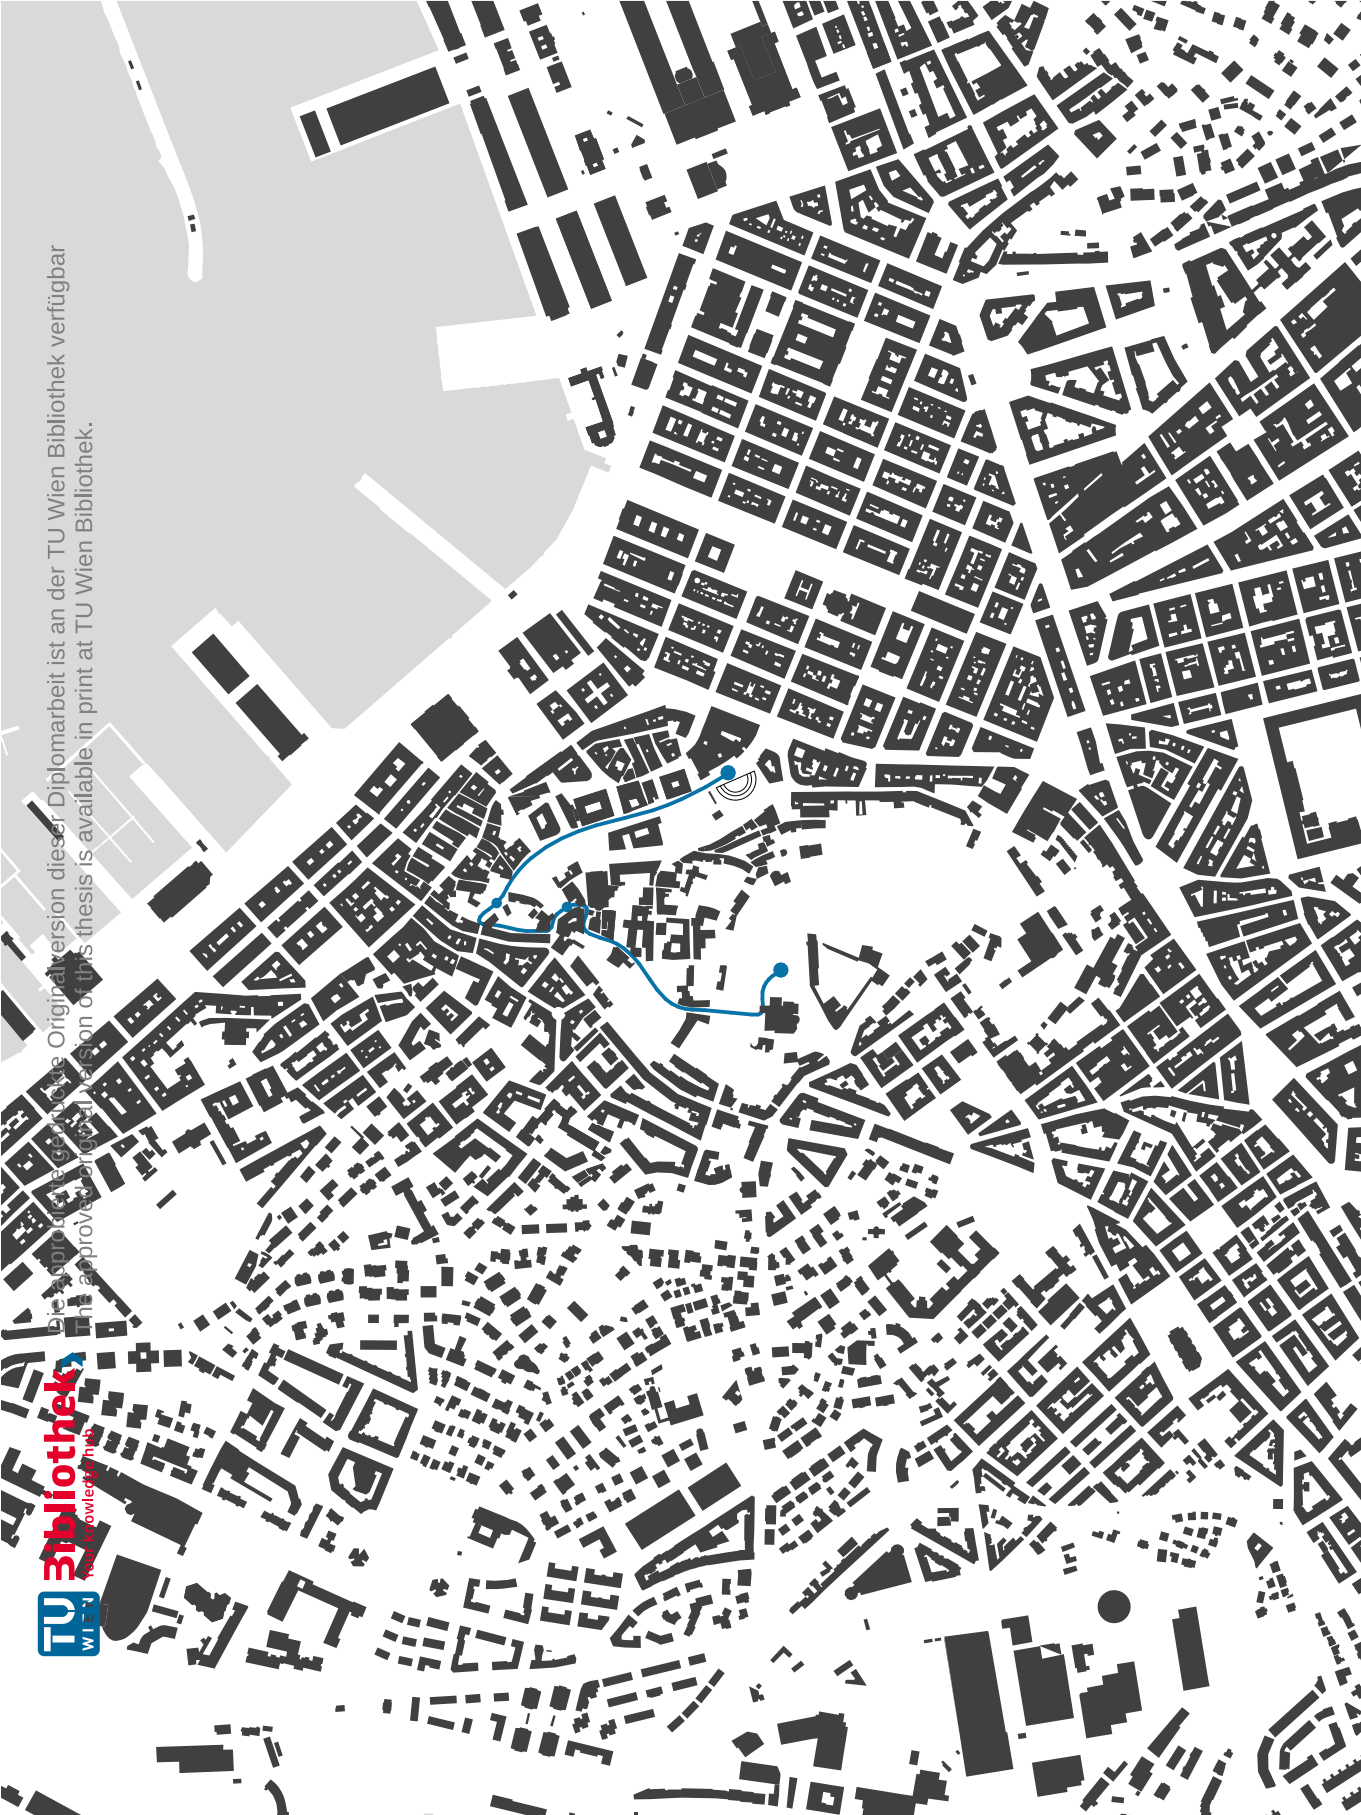 Die approbierte gedruckte Originalversion dieser Diplomarbeit ist an der TU Wien Bibliothek verfügbar
The approved original version of this thesis is available in print at TU Wien Bibliothek.
TU
WIEN
Bibliothek
Your knowledge hub